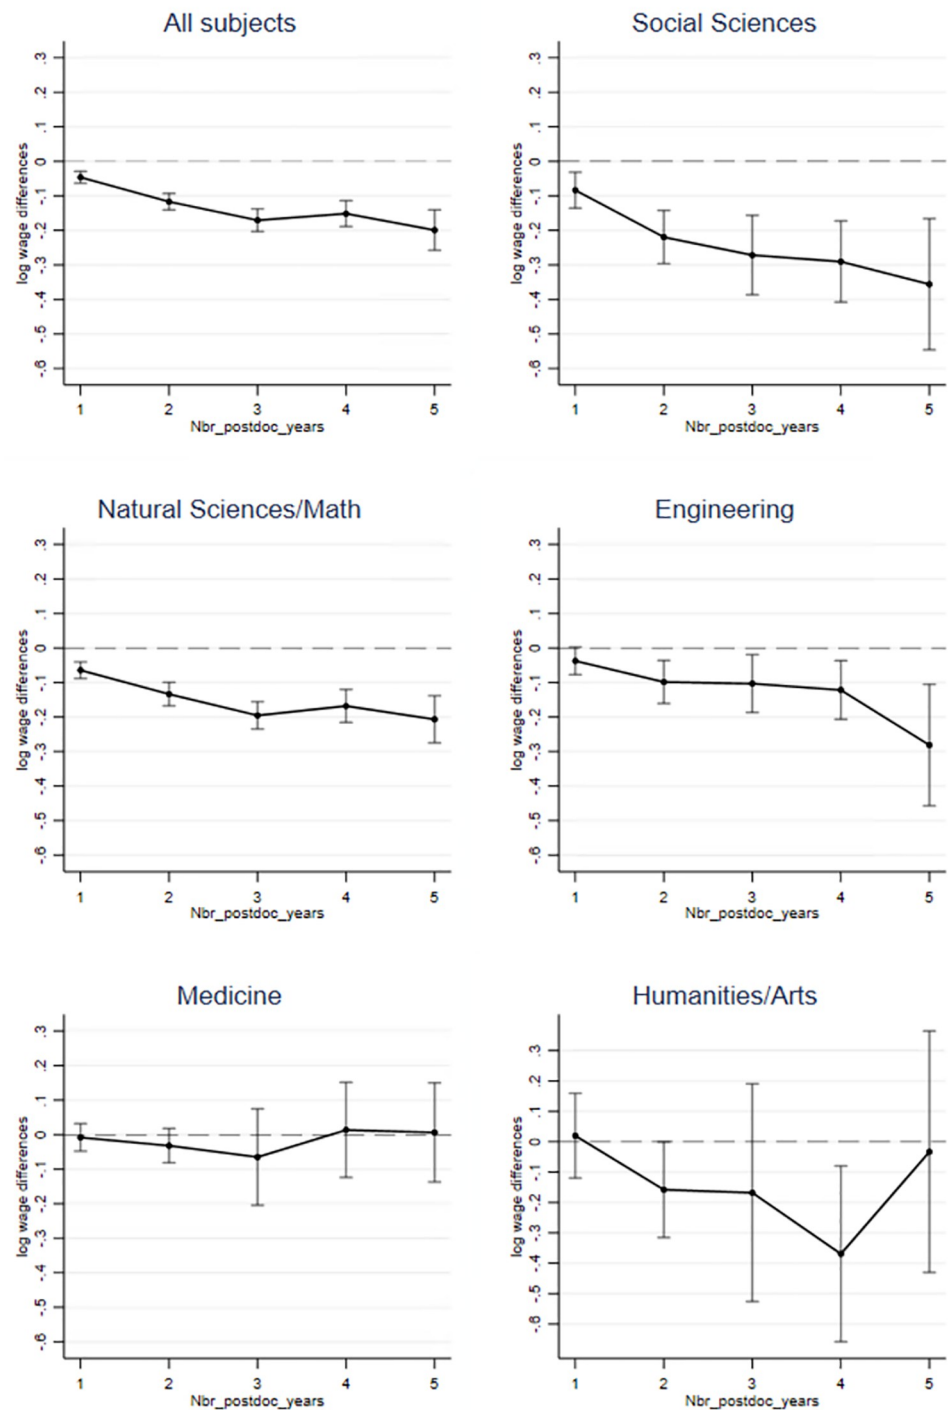 All subjects
.3
.2
.1
0
-.1
-.2
-.3
-.4
-.5
-.6
log wage differences
1 2 3 4 5
Nbr_postdoc_years
Social Sciences
.3
.2
.1
0
-.1
-.2
-.3
-.4
-.5
-.6
log wage differences
1 2 3 4 5
Nbr_postdoc_years
Natural Sciences/Math
.3
.2
.1
0
-.1
-.2
-.3
-.4
-.5
-.6
log wage differences
1 2 3 4 5
Nbr_postdoc_years
Engineering
.3
.2
.1
0
-.1
-.2
-.3
-.4
-.5
-.6
log wage differences
1 2 3 4 5
Nbr_postdoc_years
Medicine
.3
.2
.1
0
-.1
-.2
-.3
-.4
-.5
-.6
log wage differences
1 2 3 4 5
Nbr_postdoc_years
Humanities/Arts
.3
.2
.1
0
-.1
-.2
-.3
-.4
-.5
-.6
log wage differences
1 2 3 4 5
Nbr_postdoc_years